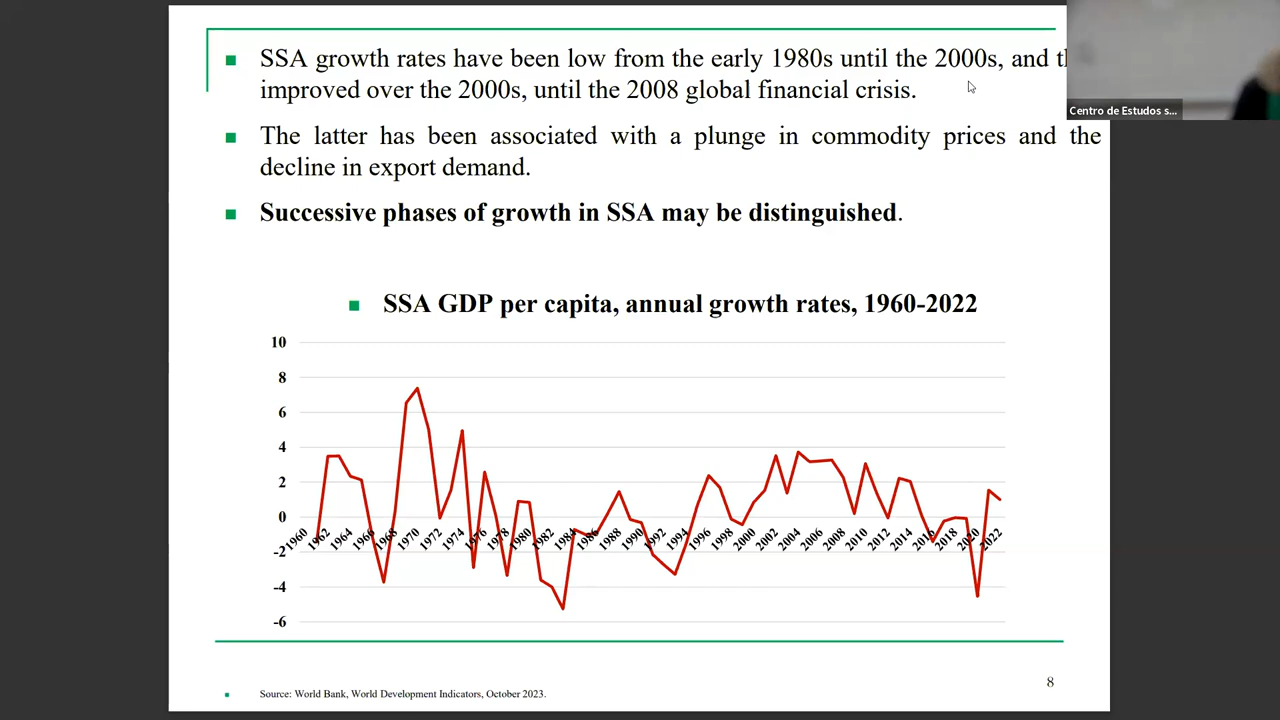 SSA growth rates have been low from the early 1980s until the 2000s, and
improved over the 2000s, until the 2008 global financial crisis.
The latter has been associated with a plunge in commodity prices and the
decline in export demand.
Successive phases of growth in SSA may be distinguished.
SSA GDP per capita, annual growth rates, 1960-2022
10
8
6
4
2
0
-2
-4
-6
1960 1962 1964 1966 1968 1970 1972 1974 1976 1978 1980 1982 1984 1986 1988 1990 1992 1994 1996 1998 2000 2002 2004 2006 2008 2010 2012 2014 2016 2018 2020 2022
8
Source: World Bank, World Development Indicators, October 2023.
Centro de Estudos s...